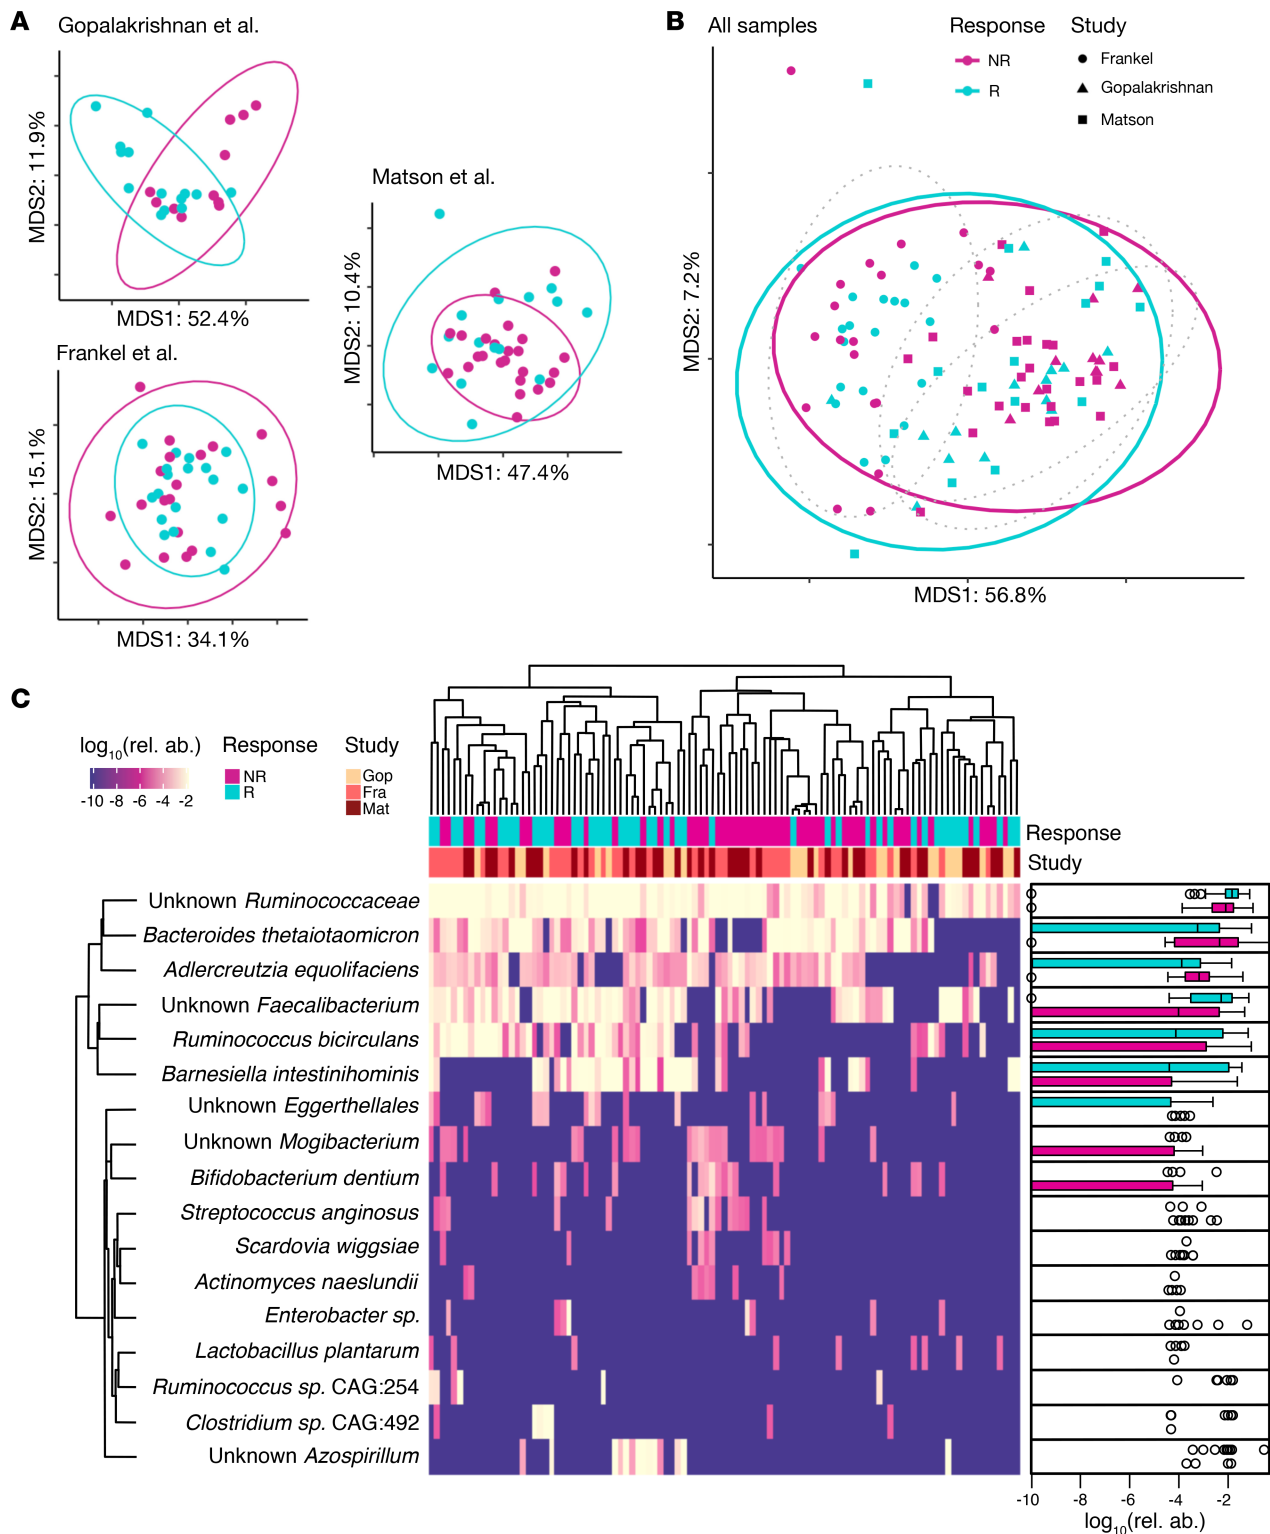 A
Gopalakrishnan et al.
MDS2: 11.9%
MDS1: 52.4%
Frankel et al.
MDS2: 15.1%
MDS1: 34.1%
Matson et al.
MDS2: 10.4%
MDS1: 47.4%
B
All samples
Response
NR
R
Study
Frankel
Gopalakrishnan
Matson
MDS2: 7.2%
MDS1: 56.8%
C
log10(rel. ab.)
-10 -8 -6 -4 -2
Response
NR
R
Study
Gop
Fra
Mat
Response
Study
Unknown Ruminococcaceae
Bacteroides thetaiotaomicron
Adlercreutzia equolifaciens
Unknown Faecalibacterium
Ruminococcus bicirculans
Barnesiella intestinihominis
Unknown Eggerthellales
Unknown Mogibacterium
Bifidobacterium dentium
Streptococcus anginosus
Scardovia wiggsiae
Actinomyces naeslundii
Enterobacter sp.
Lactobacillus plantarum
Ruminococcus sp. CAG:254
Clostridium sp. CAG:492
Unknown Azospirillum
-10 -8 -6 -4 -2
log10(rel. ab.)